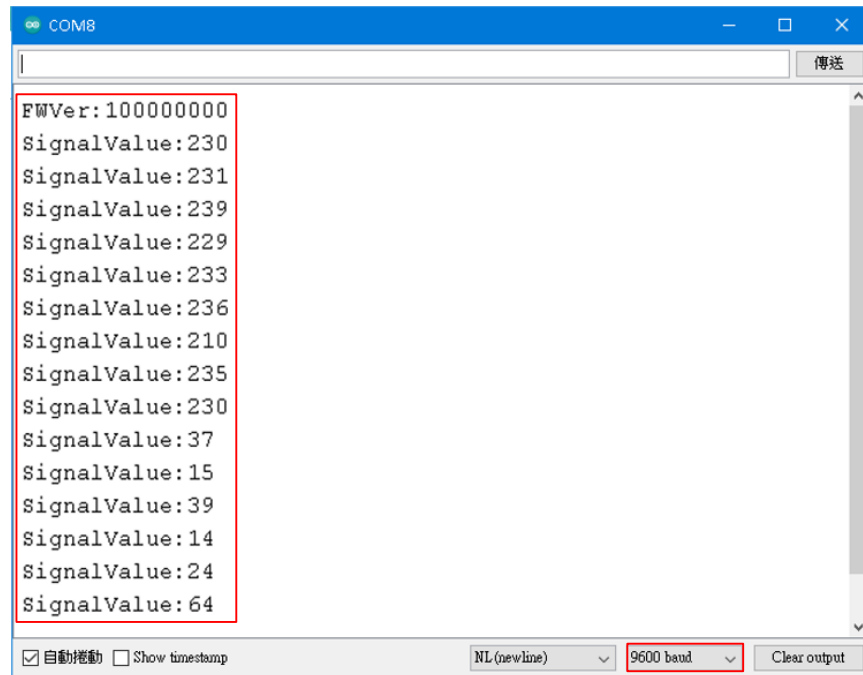 COM8
傳送
FWVer:100000000
SignalValue:230
SignalValue:231
SignalValue:239
SignalValue:229
SignalValue:233
SignalValue:236
SignalValue:210
SignalValue:235
SignalValue:230
SignalValue:37
SignalValue:15
SignalValue:39
SignalValue:14
SignalValue:24
SignalValue:64
自動捲動 Show timestamp NL(newline) 9600 baud Clear output